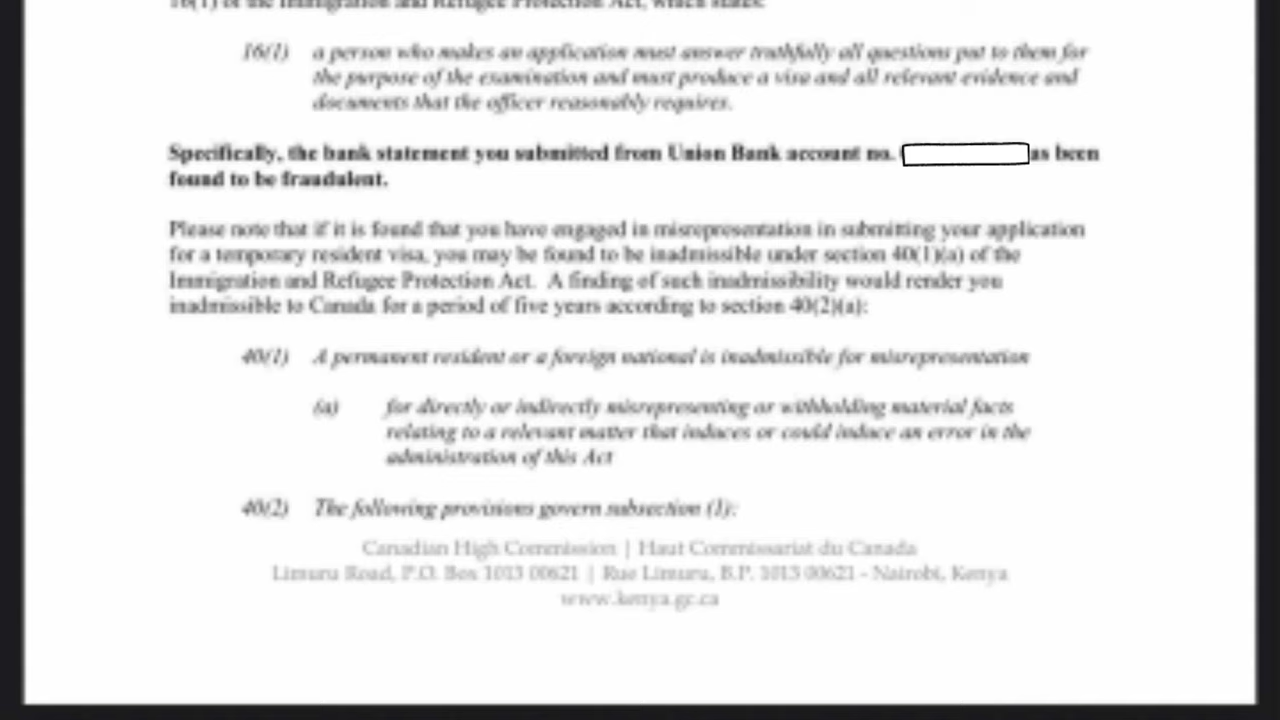 16(1) of the Immigration and Refugee Protection Act, which states:
16(1) a person who makes an application must answer truthfully all questions put to them for
the purpose of the examination and must produce a visa and all relevant evidence and
documents that the officer reasonably requires.
Specifically, the bank statement you submitted from Union Bank account no. as been
found to be fraudulent.
Please note that if it is found that you have engaged in misrepresentation in submitting your application
for a temporary resident visa, you may be found to be inadmissible under section 40(1)(a) of the
Immigration and Refugee Protection Act. A finding of such inadmissibility would render you
inadmissible to Canada for a period of five years according to section 40(2)(a):
40(1) A permanent resident or a foreign national is inadmissible for misrepresentation
(a) for directly or indirectly misrepresenting or withholding material facts
relating to a relevant matter that induces or could induce an error in the
administration of this Act
40(2) The following provisions govern subsection (1):
Canadian High Commission | Haut Commissariat du Canada
Limuru Road, P.O. Box 1013 00621 | Rue Limuru, B.P. 1013 00621 - Nairobi, Kenya
www.kenya.gc.ca